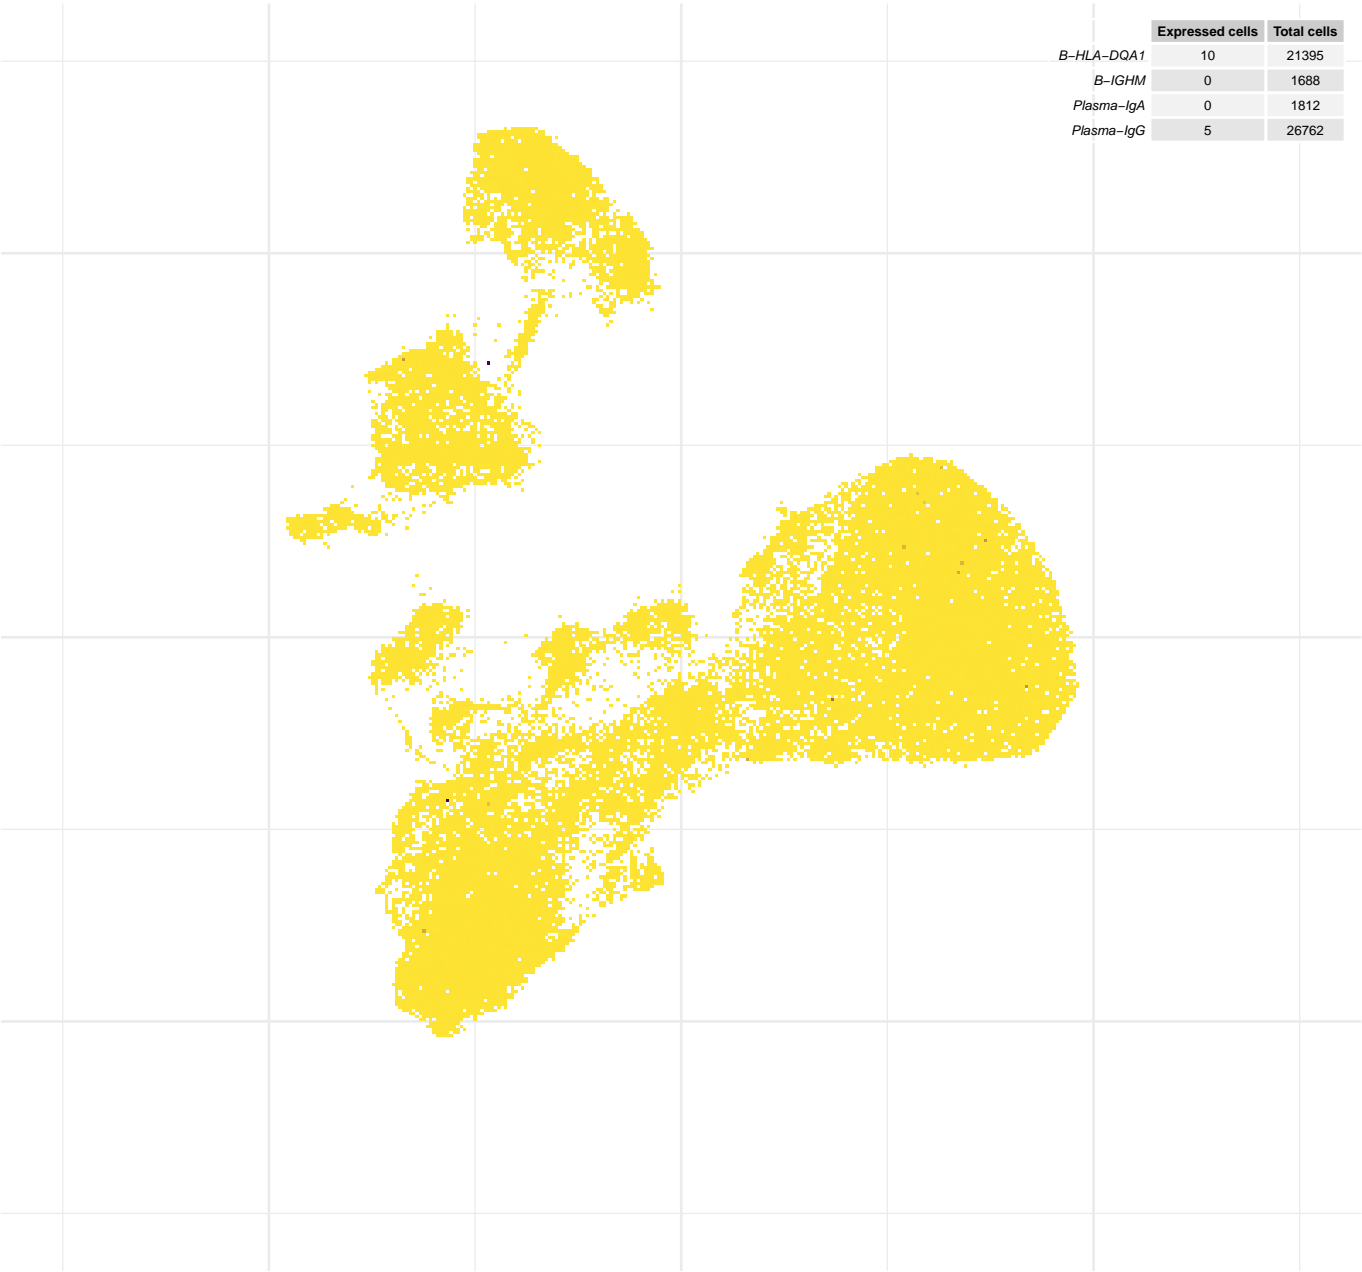 Expressed cells Total cells
B−HLA−DQA1 10 21395
B−IGHM 0 1688
Plasma−IgA 0 1812
Plasma−IgG 5 26762